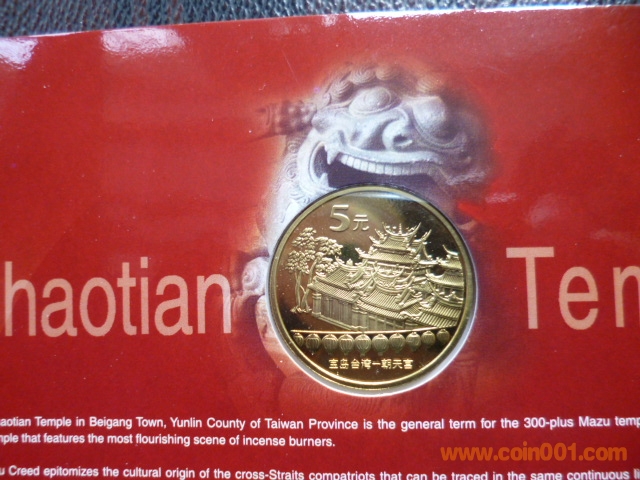 5元
haotian Tem
宝岛台湾－朝天宫
aotian Temple in Beigang Town, Yunlin County of Taiwan Province is the general term for the 300-plus Mazu temp
ple that features the most flourishing scene of incense burners.
u Creed epitomizes the cultural origin of the cross-Straits compatriots that can be traced in the same continuous li
www.coin001.com